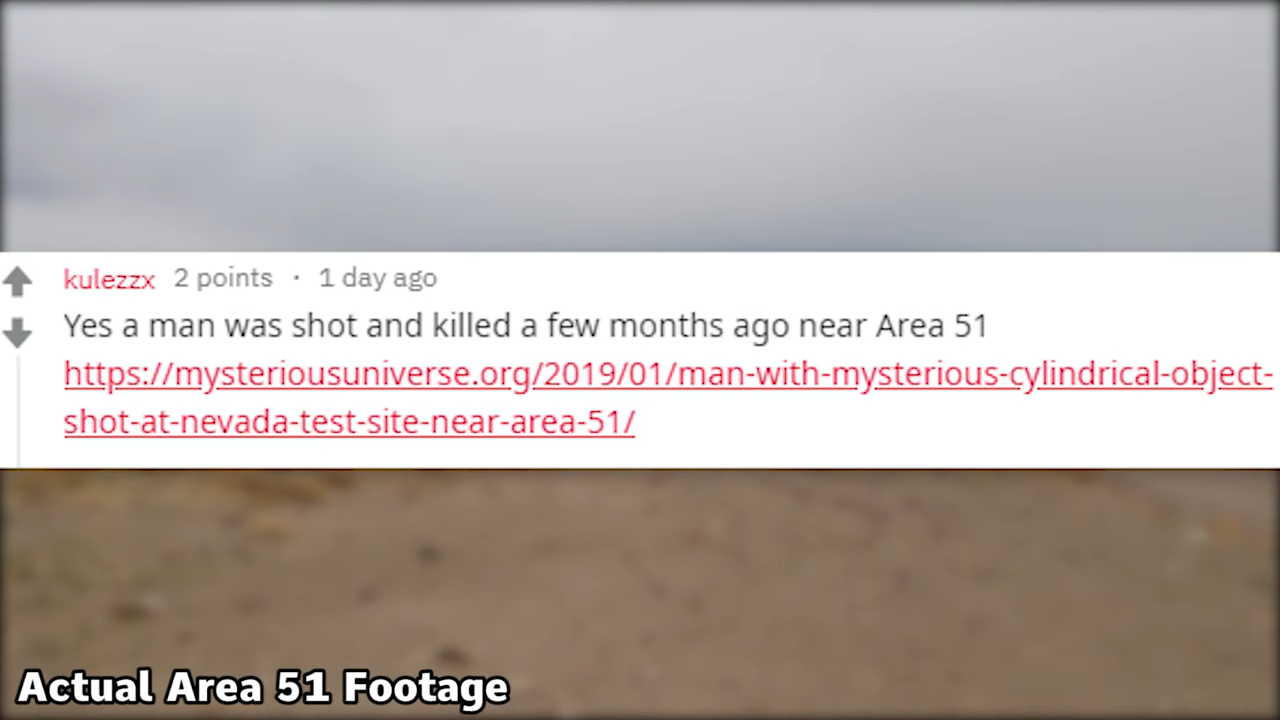 kulezzx 2 points · 1 day ago
Yes a man was shot and killed a few months ago near Area 51
https://mysteriousuniverse.org/2019/01/man-with-mysterious-cylindrical-object-
shot-at-nevada-test-site-near-area-51/
Actual Area 51 Footage